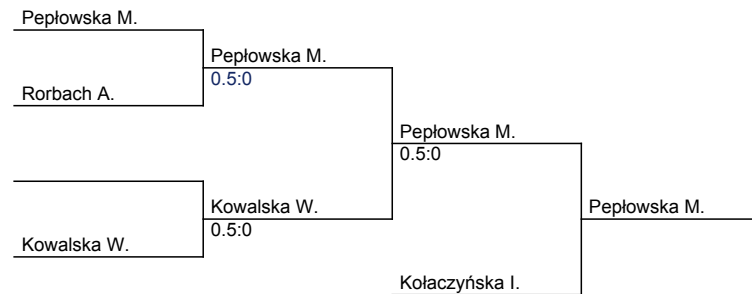 Pepłowska M.
Pepłowska M.
0.5:0
Rorbach A.
Pepłowska M.
0.5:0
Kowalska W.
0.5:0
Pepłowska M.
Kowalska W.
Kołaczyńska I.